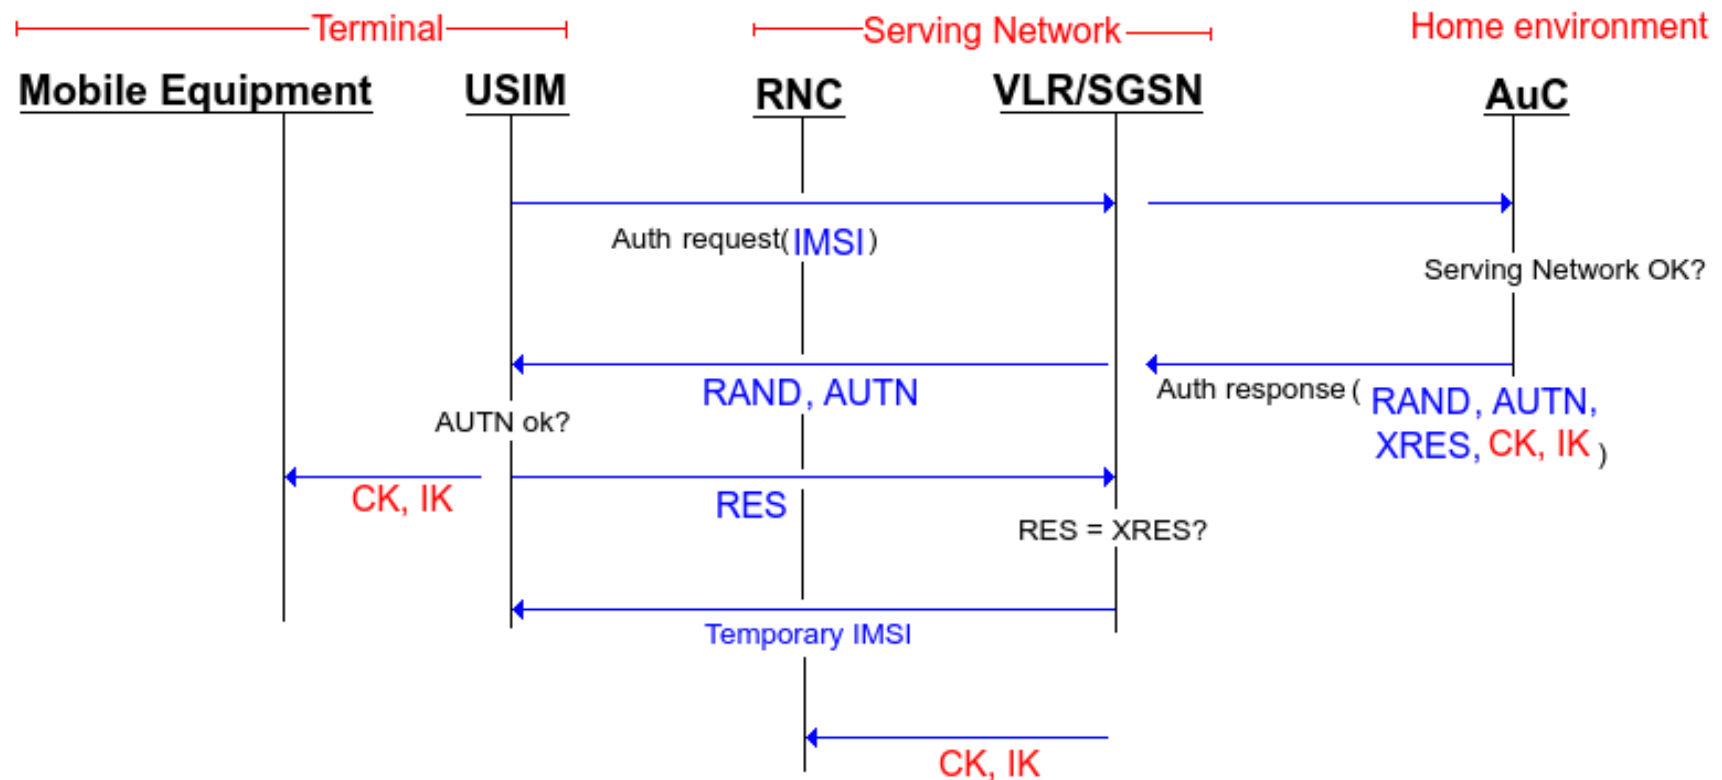 Terminal
Serving Network
Home environment
Mobile Equipment
USIM
RNC
VLR/SGSN
AuC
Auth request(IMSI)
Serving Network OK?
RAND, AUTN
Auth response ( RAND, AUTN,
XRES, CK, IK )
AUTN ok?
CK, IK
RES
RES = XRES?
Temporary IMSI
CK, IK